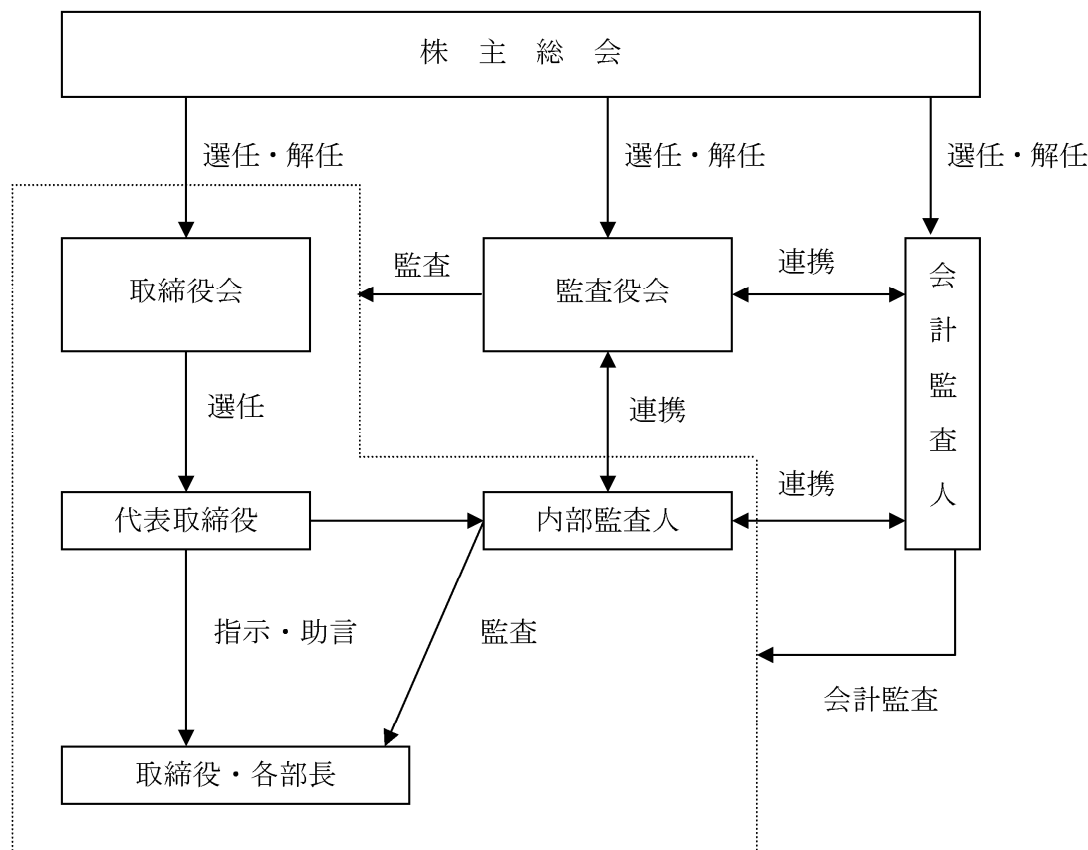 株　主　総　会
選任・解任
選任・解任
選任・解任
取締役会
監査
監査役会
連携
会計監査人
選任
連携
代表取締役
内部監査人
連携
指示・助言
監査
会計監査
取締役・各部長